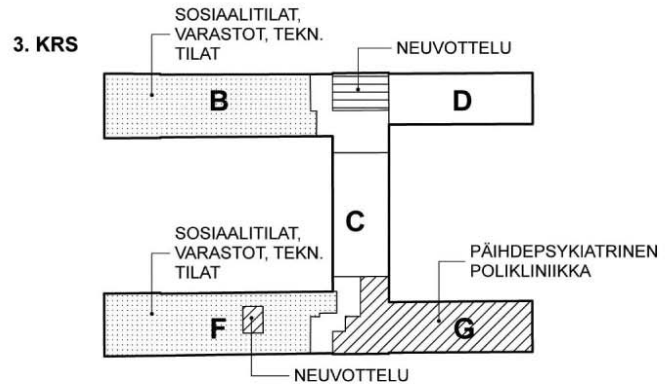 3. KRS
SOSIAALITILAT,
VARASTOT, TEKN.
TILAT
NEUVOTTELU
B
D
C
SOSIAALITILAT,
VARASTOT, TEKN.
TILAT
PÄIHDEPSYKIATRINEN
POLIKLINIIKKA
F
G
NEUVOTTELU